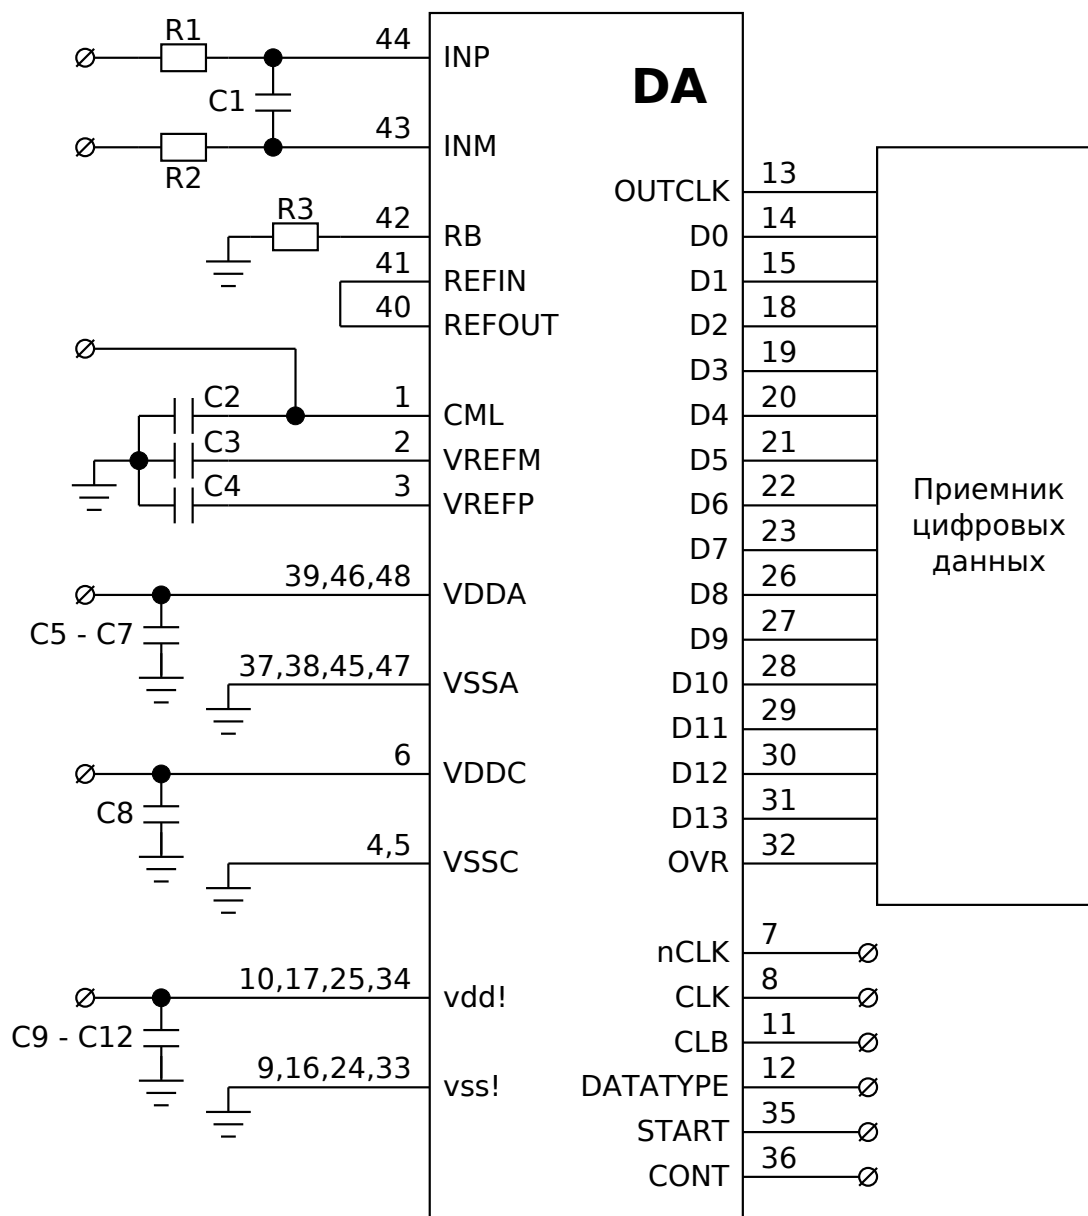 R1
44
INP
DA
C1
43
INM
R2
13
OUTCLK
R3
42
RB
14
D0
41
REFIN
15
D1
40
REFOUT
18
D2
19
D3
C2
1
CML
20
D4
C3
2
VREFM
21
D5
C4
3
VREFP
22
D6
Приемник
цифровых
данных
23
D7
39,46,48
VDDA
26
D8
C5 - C7
27
D9
37,38,45,47
VSSA
28
D10
29
D11
6
VDDC
30
D12
C8
31
D13
4,5
VSSC
32
OVR
7
nCLK
10,17,25,34
vdd!
8
CLK
C9 - C12
11
CLB
9,16,24,33
vss!
12
DATATYPE
35
START
36
CONT